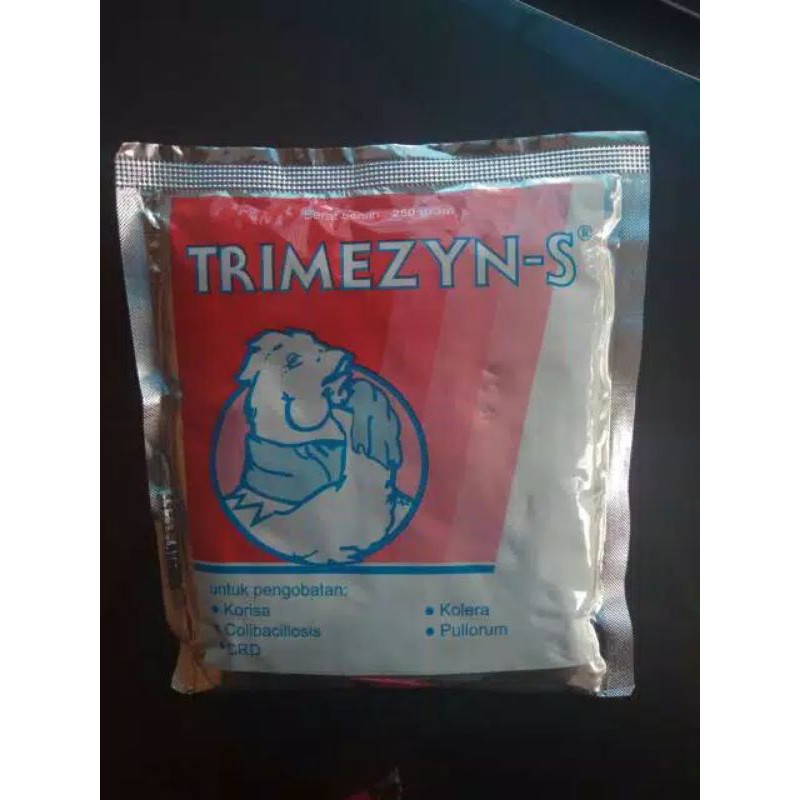 Berat bersih : 250 gram
TRIMEZYN-S®
untuk pengobatan:
• Korisa
• Colibacillosis
• CRD
• Kolera
• Pullorum